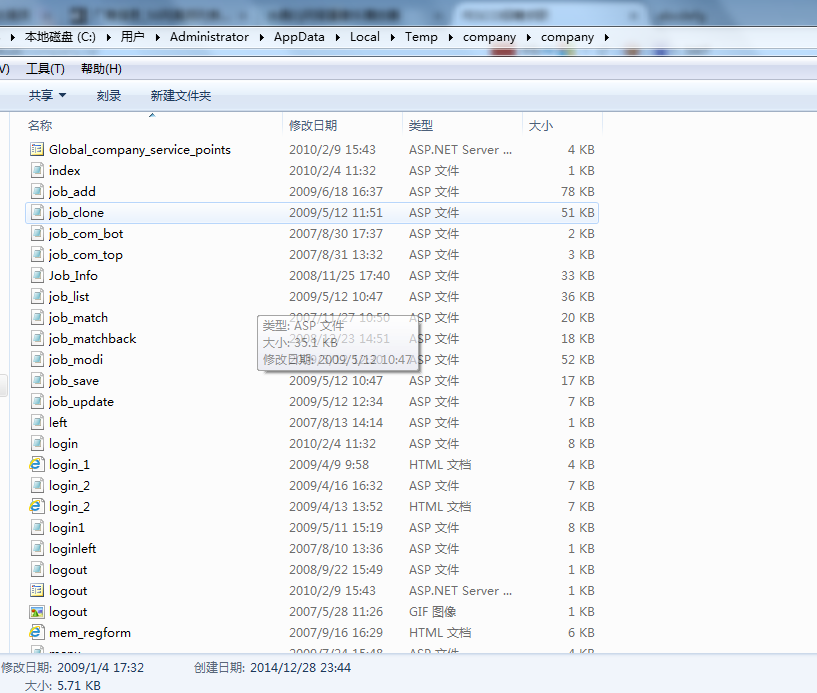 本地磁盘 (C:) 用户 Administrator AppData Local Temp company company
V) 工具(T) 帮助(H)
共享 刻录 新建文件夹
名称 修改日期 类型 大小
Global_company_service_points 2010/2/9 15:43 ASP.NET Server ... 4 KB
index 2010/2/4 11:32 ASP 文件 1 KB
job_add 2009/6/18 16:37 ASP 文件 78 KB
job_clone 2009/5/12 11:51 ASP 文件 51 KB
job_com_bot 2007/8/30 17:37 ASP 文件 2 KB
job_com_top 2007/8/31 13:32 ASP 文件 3 KB
Job_Info 2008/11/25 17:40 ASP 文件 33 KB
job_list 2009/5/12 10:47 ASP 文件 36 KB
job_match 2007/11/27 10:50 ASP 文件 20 KB
类型: ASP 文件
job_matchback 14:51 ASP 文件 18 KB
大小: 35.1 KB
job_modi ASP 文件 52 KB
修改日期: 2009/5/12 10:47
job_save 2009/5/12 10:47 ASP 文件 17 KB
job_update 2009/5/12 12:34 ASP 文件 7 KB
left 2007/8/13 14:14 ASP 文件 1 KB
login 2010/2/4 11:32 ASP 文件 8 KB
login_1 2009/4/9 9:58 HTML 文档 4 KB
login_2 2009/4/16 16:32 ASP 文件 7 KB
login_2 2009/4/13 13:52 HTML 文档 7 KB
login1 2009/5/11 15:19 ASP 文件 8 KB
loginleft 2007/8/10 13:36 ASP 文件 1 KB
logout 2008/9/22 15:49 ASP 文件 1 KB
logout 2010/2/9 15:43 ASP.NET Server ... 1 KB
logout 2007/5/28 11:26 GIF 图像 1 KB
mem_regform 2007/9/16 16:29 HTML 文档 6 KB
修改日期: 2009/1/4 17:32 创建日期: 2014/12/28 23:44
大小: 5.71 KB